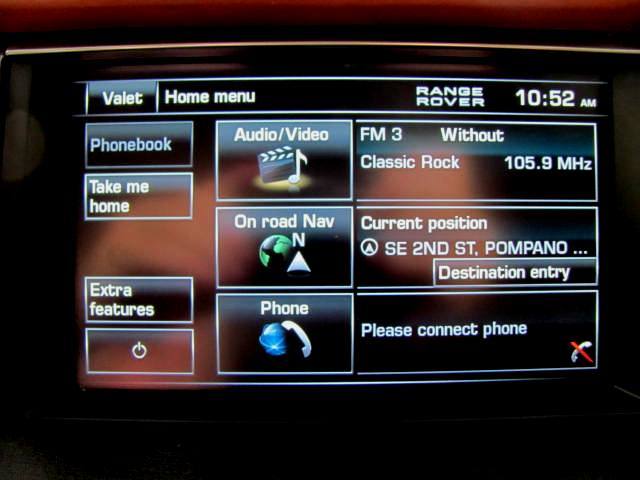 Valet
Home menu
RANGE
ROVER
10:52 AM
Phonebook
Take me
home
Extra
features
Audio/Video
FM 3 Without
Classic Rock 105.9 MHz
On road Nav
N
Current position
A SE 2ND ST, POMPANO ...
Destination entry
Phone
Please connect phone